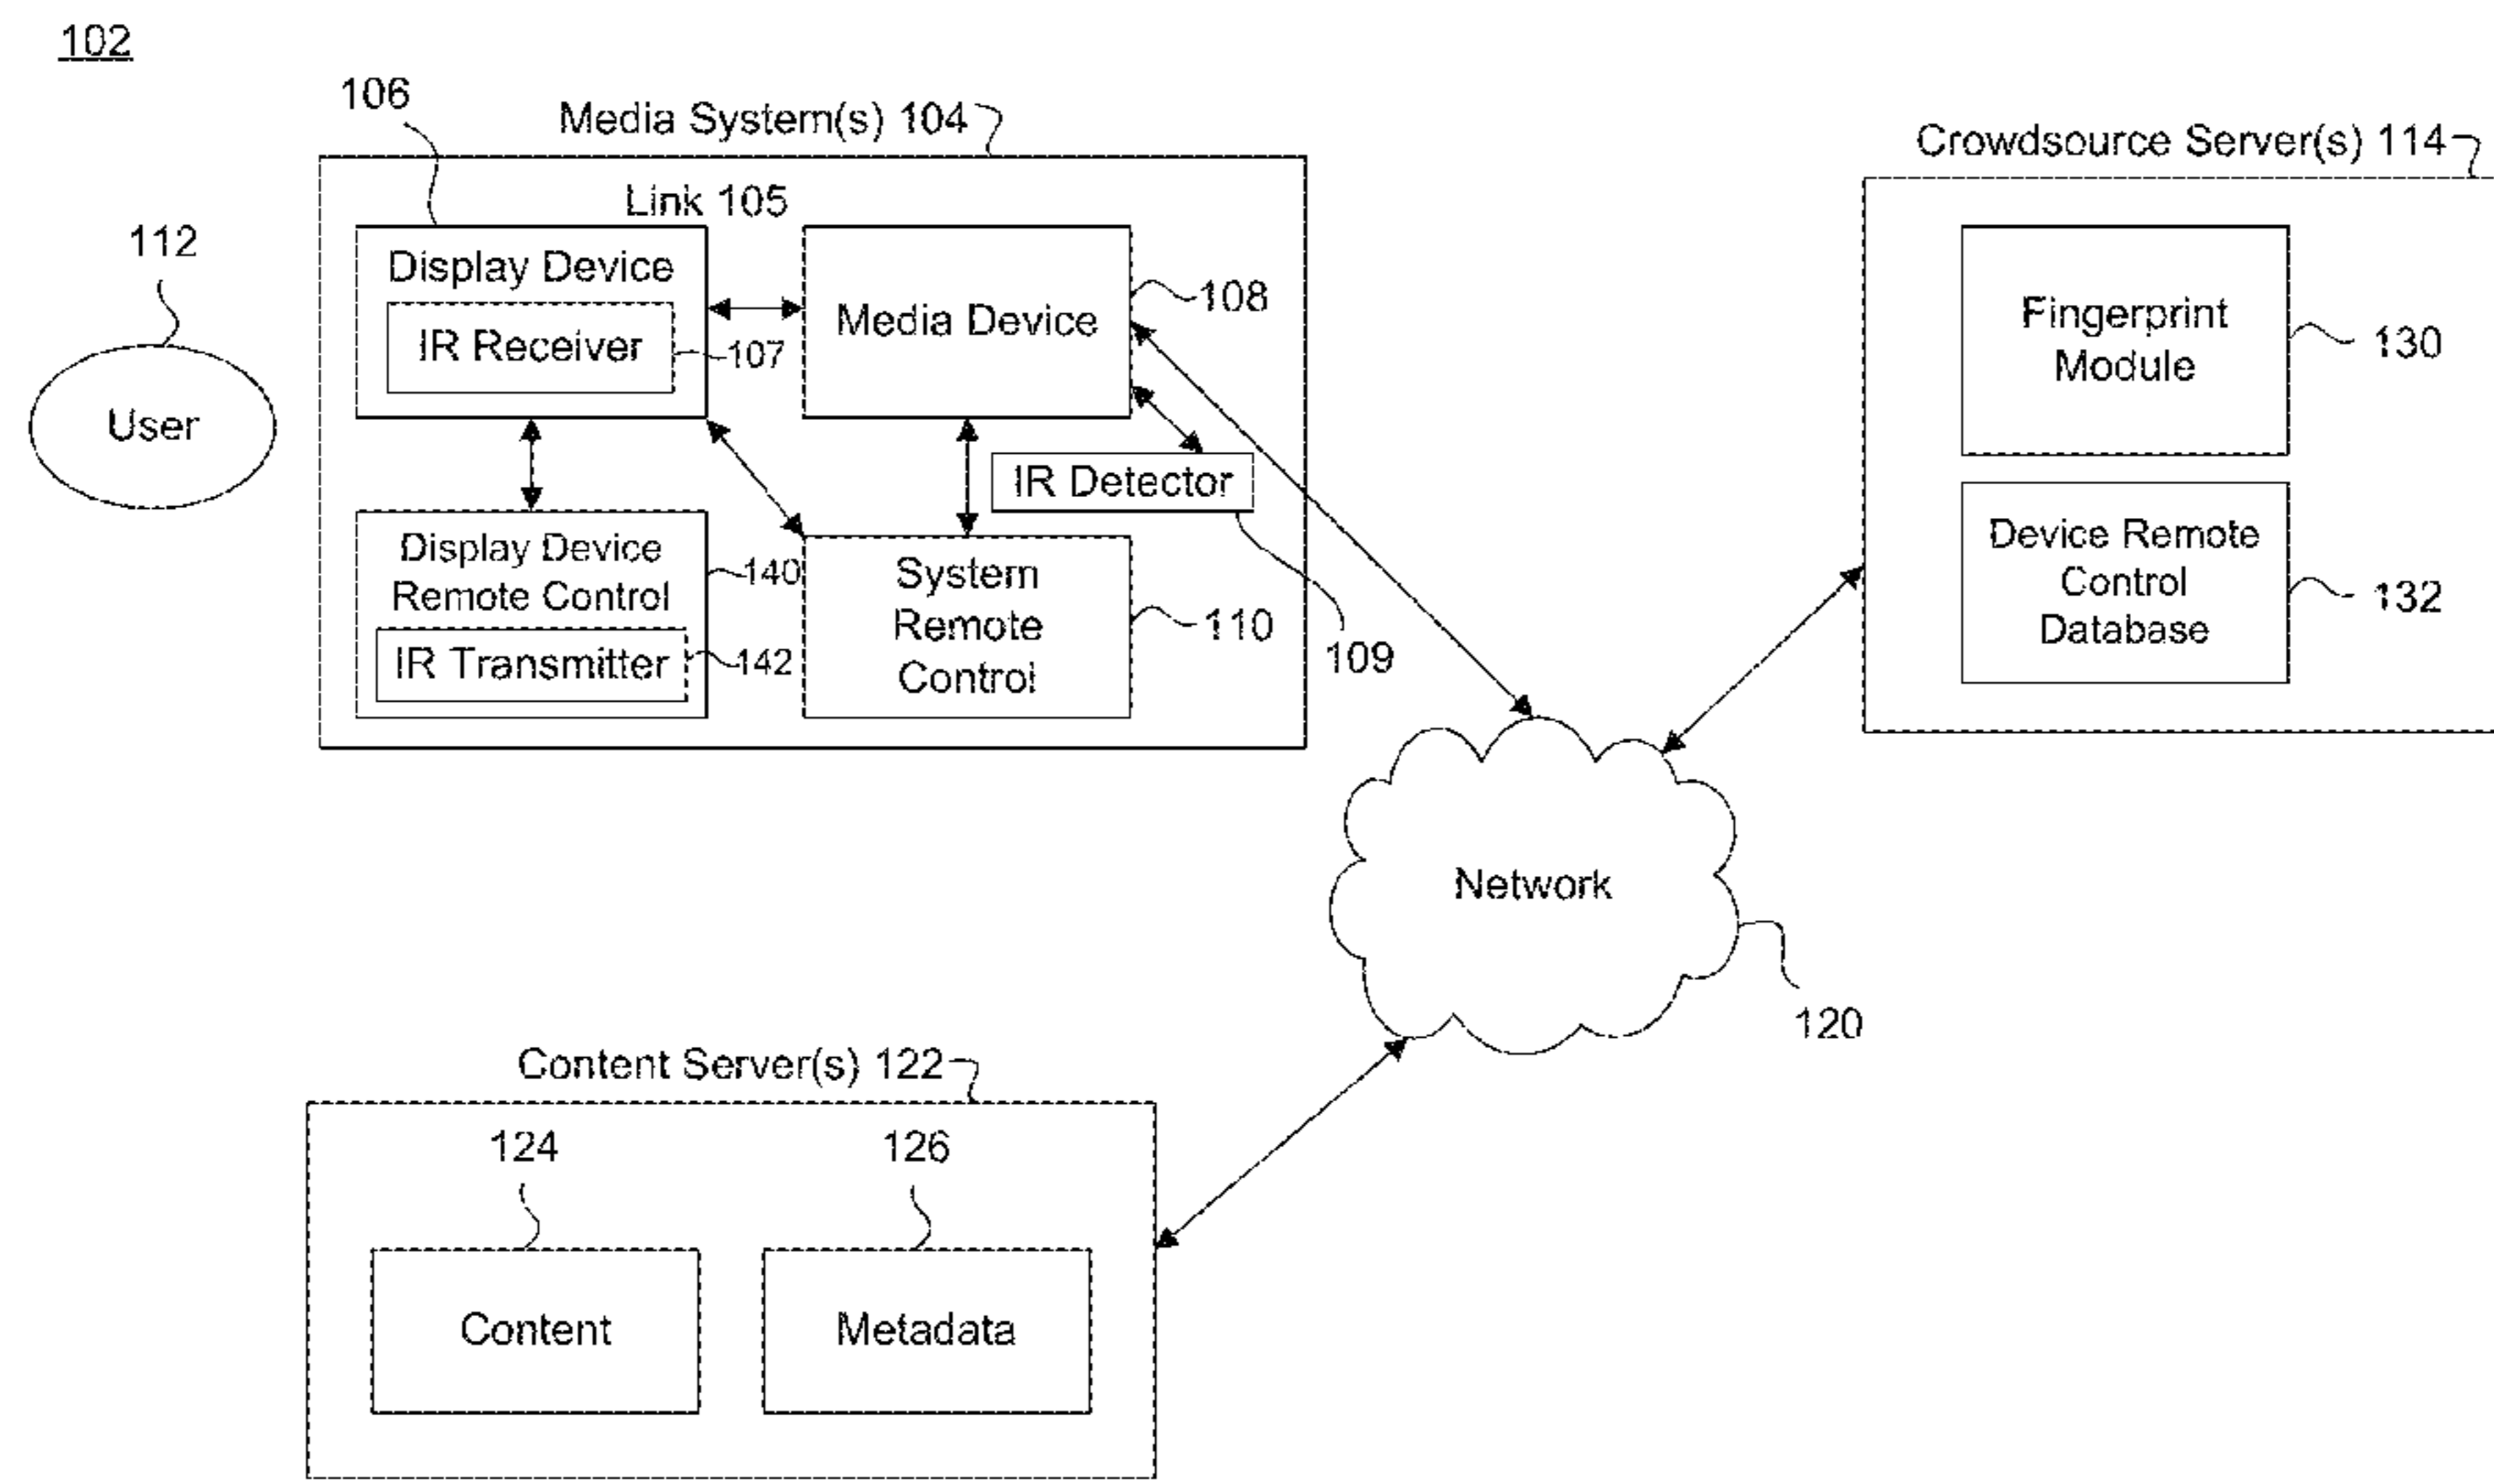 102
106
Media System(s) 104
Crowdsource Server(s) 114
Link 105
112
Display Device
IR Receiver
107
Media Device
108
Fingerprint
Module
130
User
IR Detector
109
Display Device
Remote Control
140
IR Transmitter
142
System
Remote
Control
110
Device Remote
Control
Database
132
Network
120
Content Server(s) 122
124
126
Content
Metadata